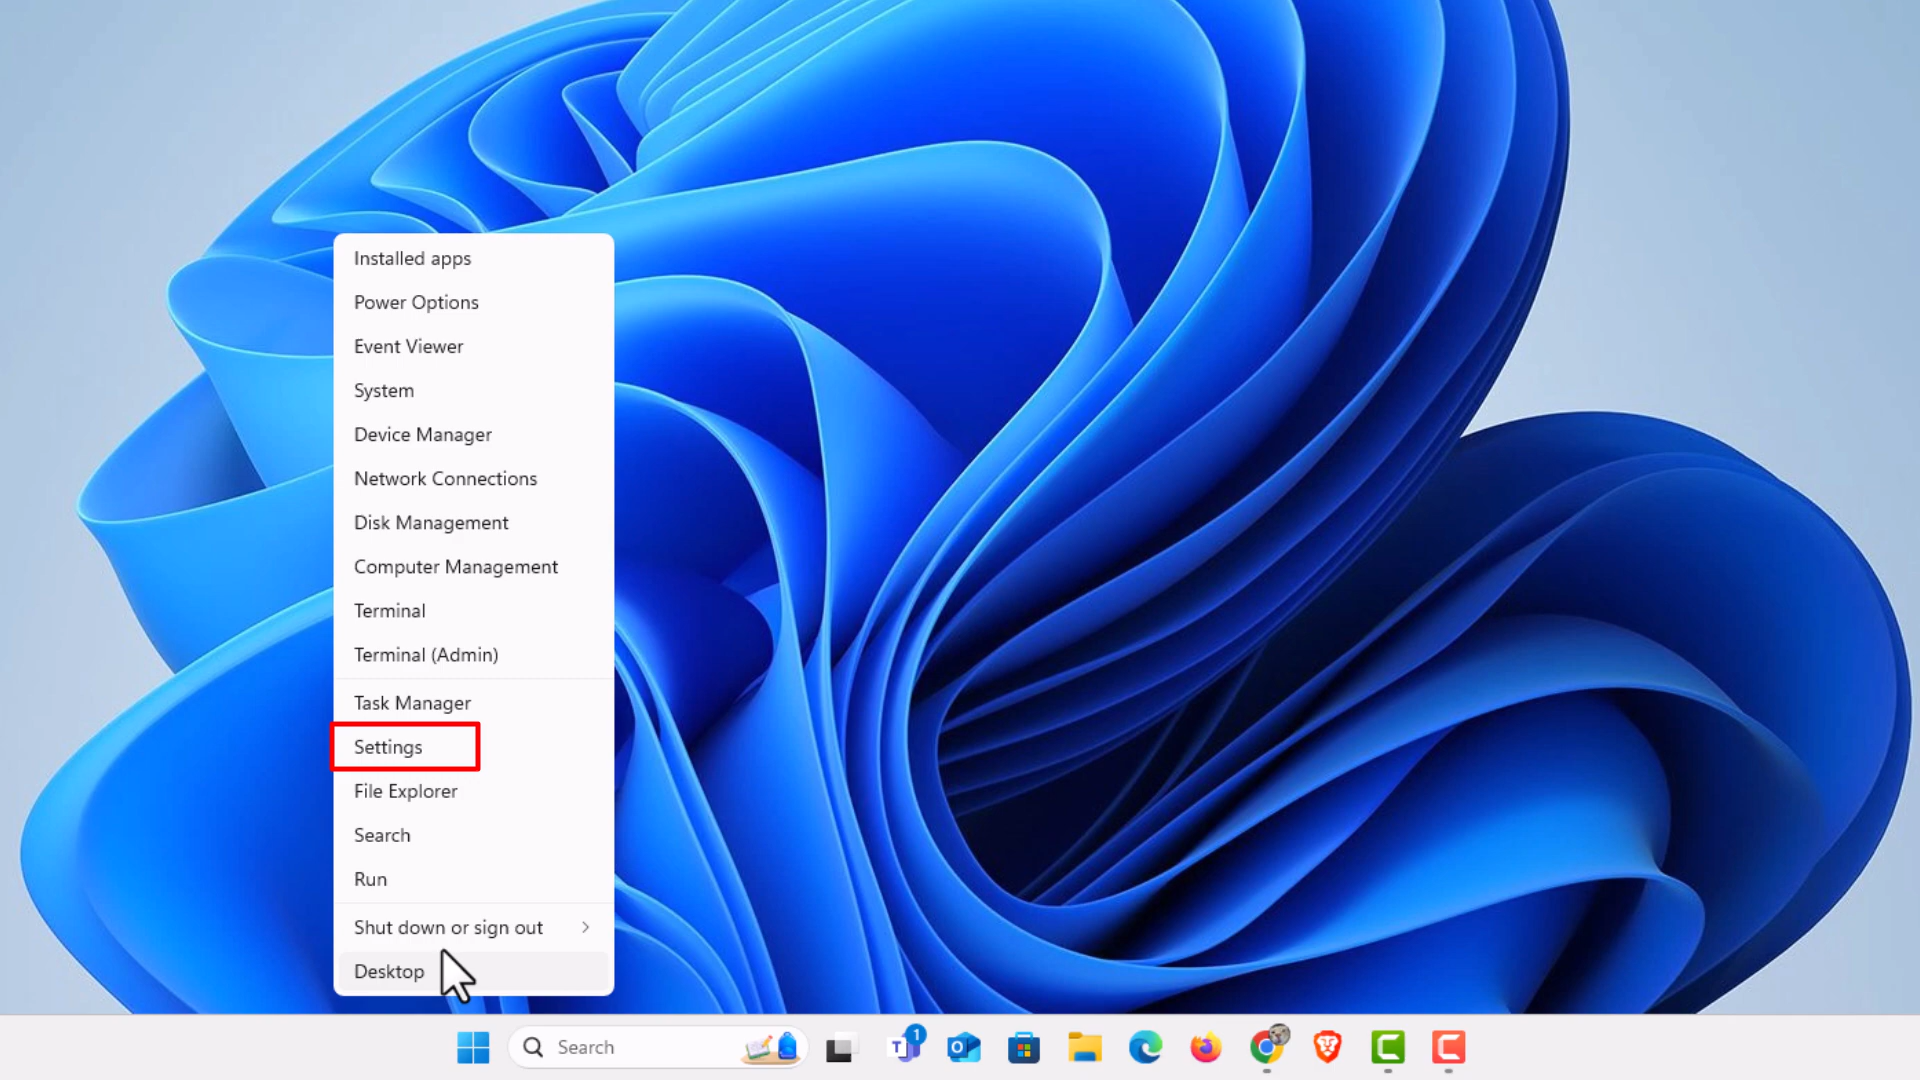 Installed apps
Power Options
Event Viewer
System
Device Manager
Network Connections
Disk Management
Computer Management
Terminal
Terminal (Admin)
Task Manager
Settings
File Explorer
Search
Run
Shut down or sign out
Desktop
Search
T
1
O